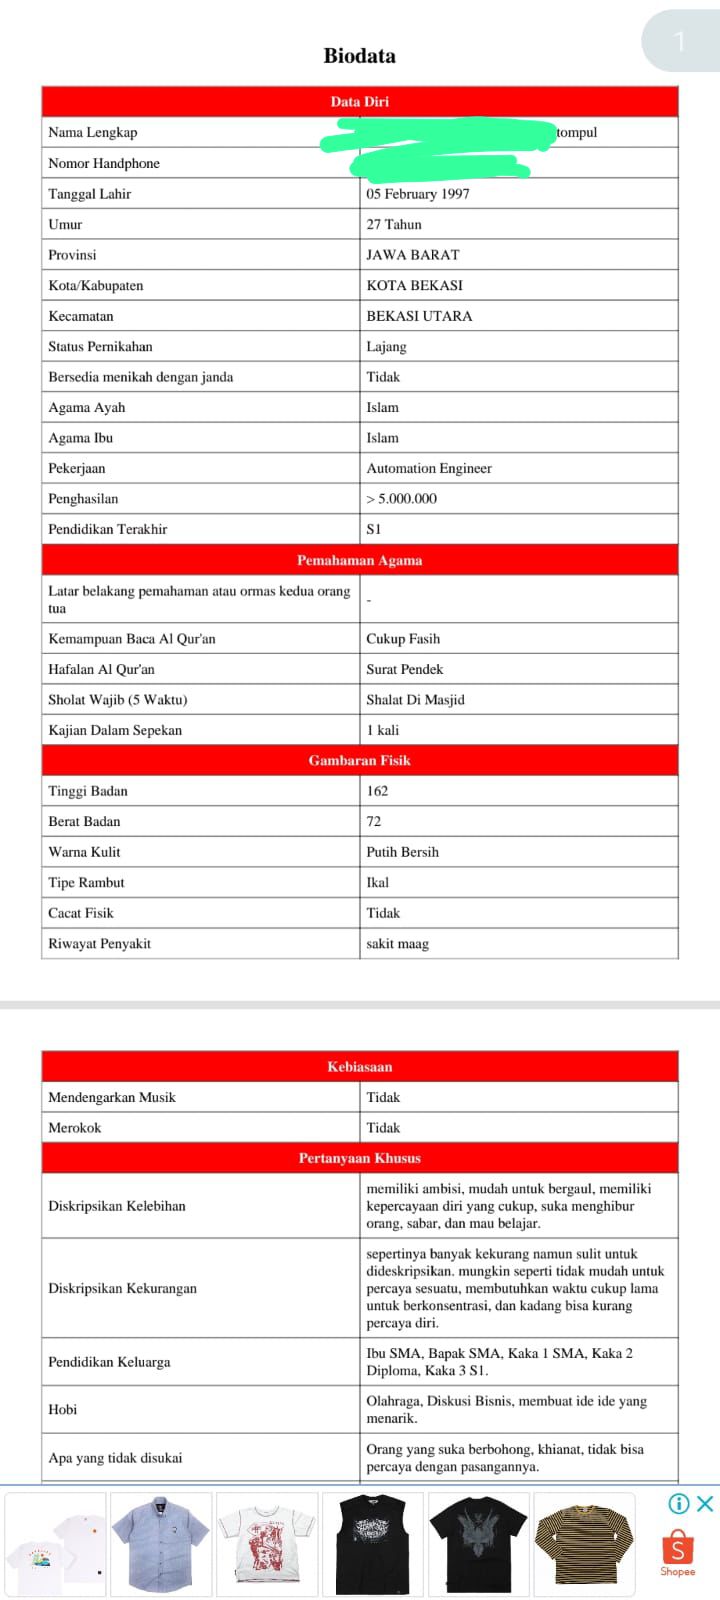 1
Biodata
Data Diri
Nama Lengkap tompul
Nomor Handphone
Tanggal Lahir 05 February 1997
Umur 27 Tahun
Provinsi JAWA BARAT
Kota/Kabupaten KOTA BEKASI
Kecamatan BEKASI UTARA
Status Pernikahan Lajang
Bersedia menikah dengan janda Tidak
Agama Ayah Islam
Agama Ibu Islam
Pekerjaan Automation Engineer
Penghasilan > 5.000.000
Pendidikan Terakhir S1
Pemahaman Agama
Latar belakang pemahaman atau ormas kedua orang
tua -
Kemampuan Baca Al Qur'an Cukup Fasih
Hafalan Al Qur'an Surat Pendek
Sholat Wajib (5 Waktu) Shalat Di Masjid
Kajian Dalam Sepekan 1 kali
Gambaran Fisik
Tinggi Badan 162
Berat Badan 72
Warna Kulit Putih Bersih
Tipe Rambut Ikal
Cacat Fisik Tidak
Riwayat Penyakit sakit maag
Kebiasaan
Mendengarkan Musik Tidak
Merokok Tidak
Pertanyaan Khusus
Diskripsikan Kelebihan
memiliki ambisi, mudah untuk bergaul, memiliki
kepercayaan diri yang cukup, suka menghibur
orang, sabar, dan mau belajar.
Diskripsikan Kekurangan
sepertinya banyak kekurang namun sulit untuk
dideskripsikan. mungkin seperti tidak mudah untuk
percaya sesuatu, membutuhkan waktu cukup lama
untuk berkonsentrasi, dan kadang bisa kurang
percaya diri.
Pendidikan Keluarga
Ibu SMA, Bapak SMA, Kaka 1 SMA, Kaka 2
Diploma, Kaka 3 S1.
Hobi
Olahraga, Diskusi Bisnis, membuat ide ide yang
menarik.
Apa yang tidak disukai
Orang yang suka berbohong, khianat, tidak bisa
percaya dengan pasangannya.
Shopee